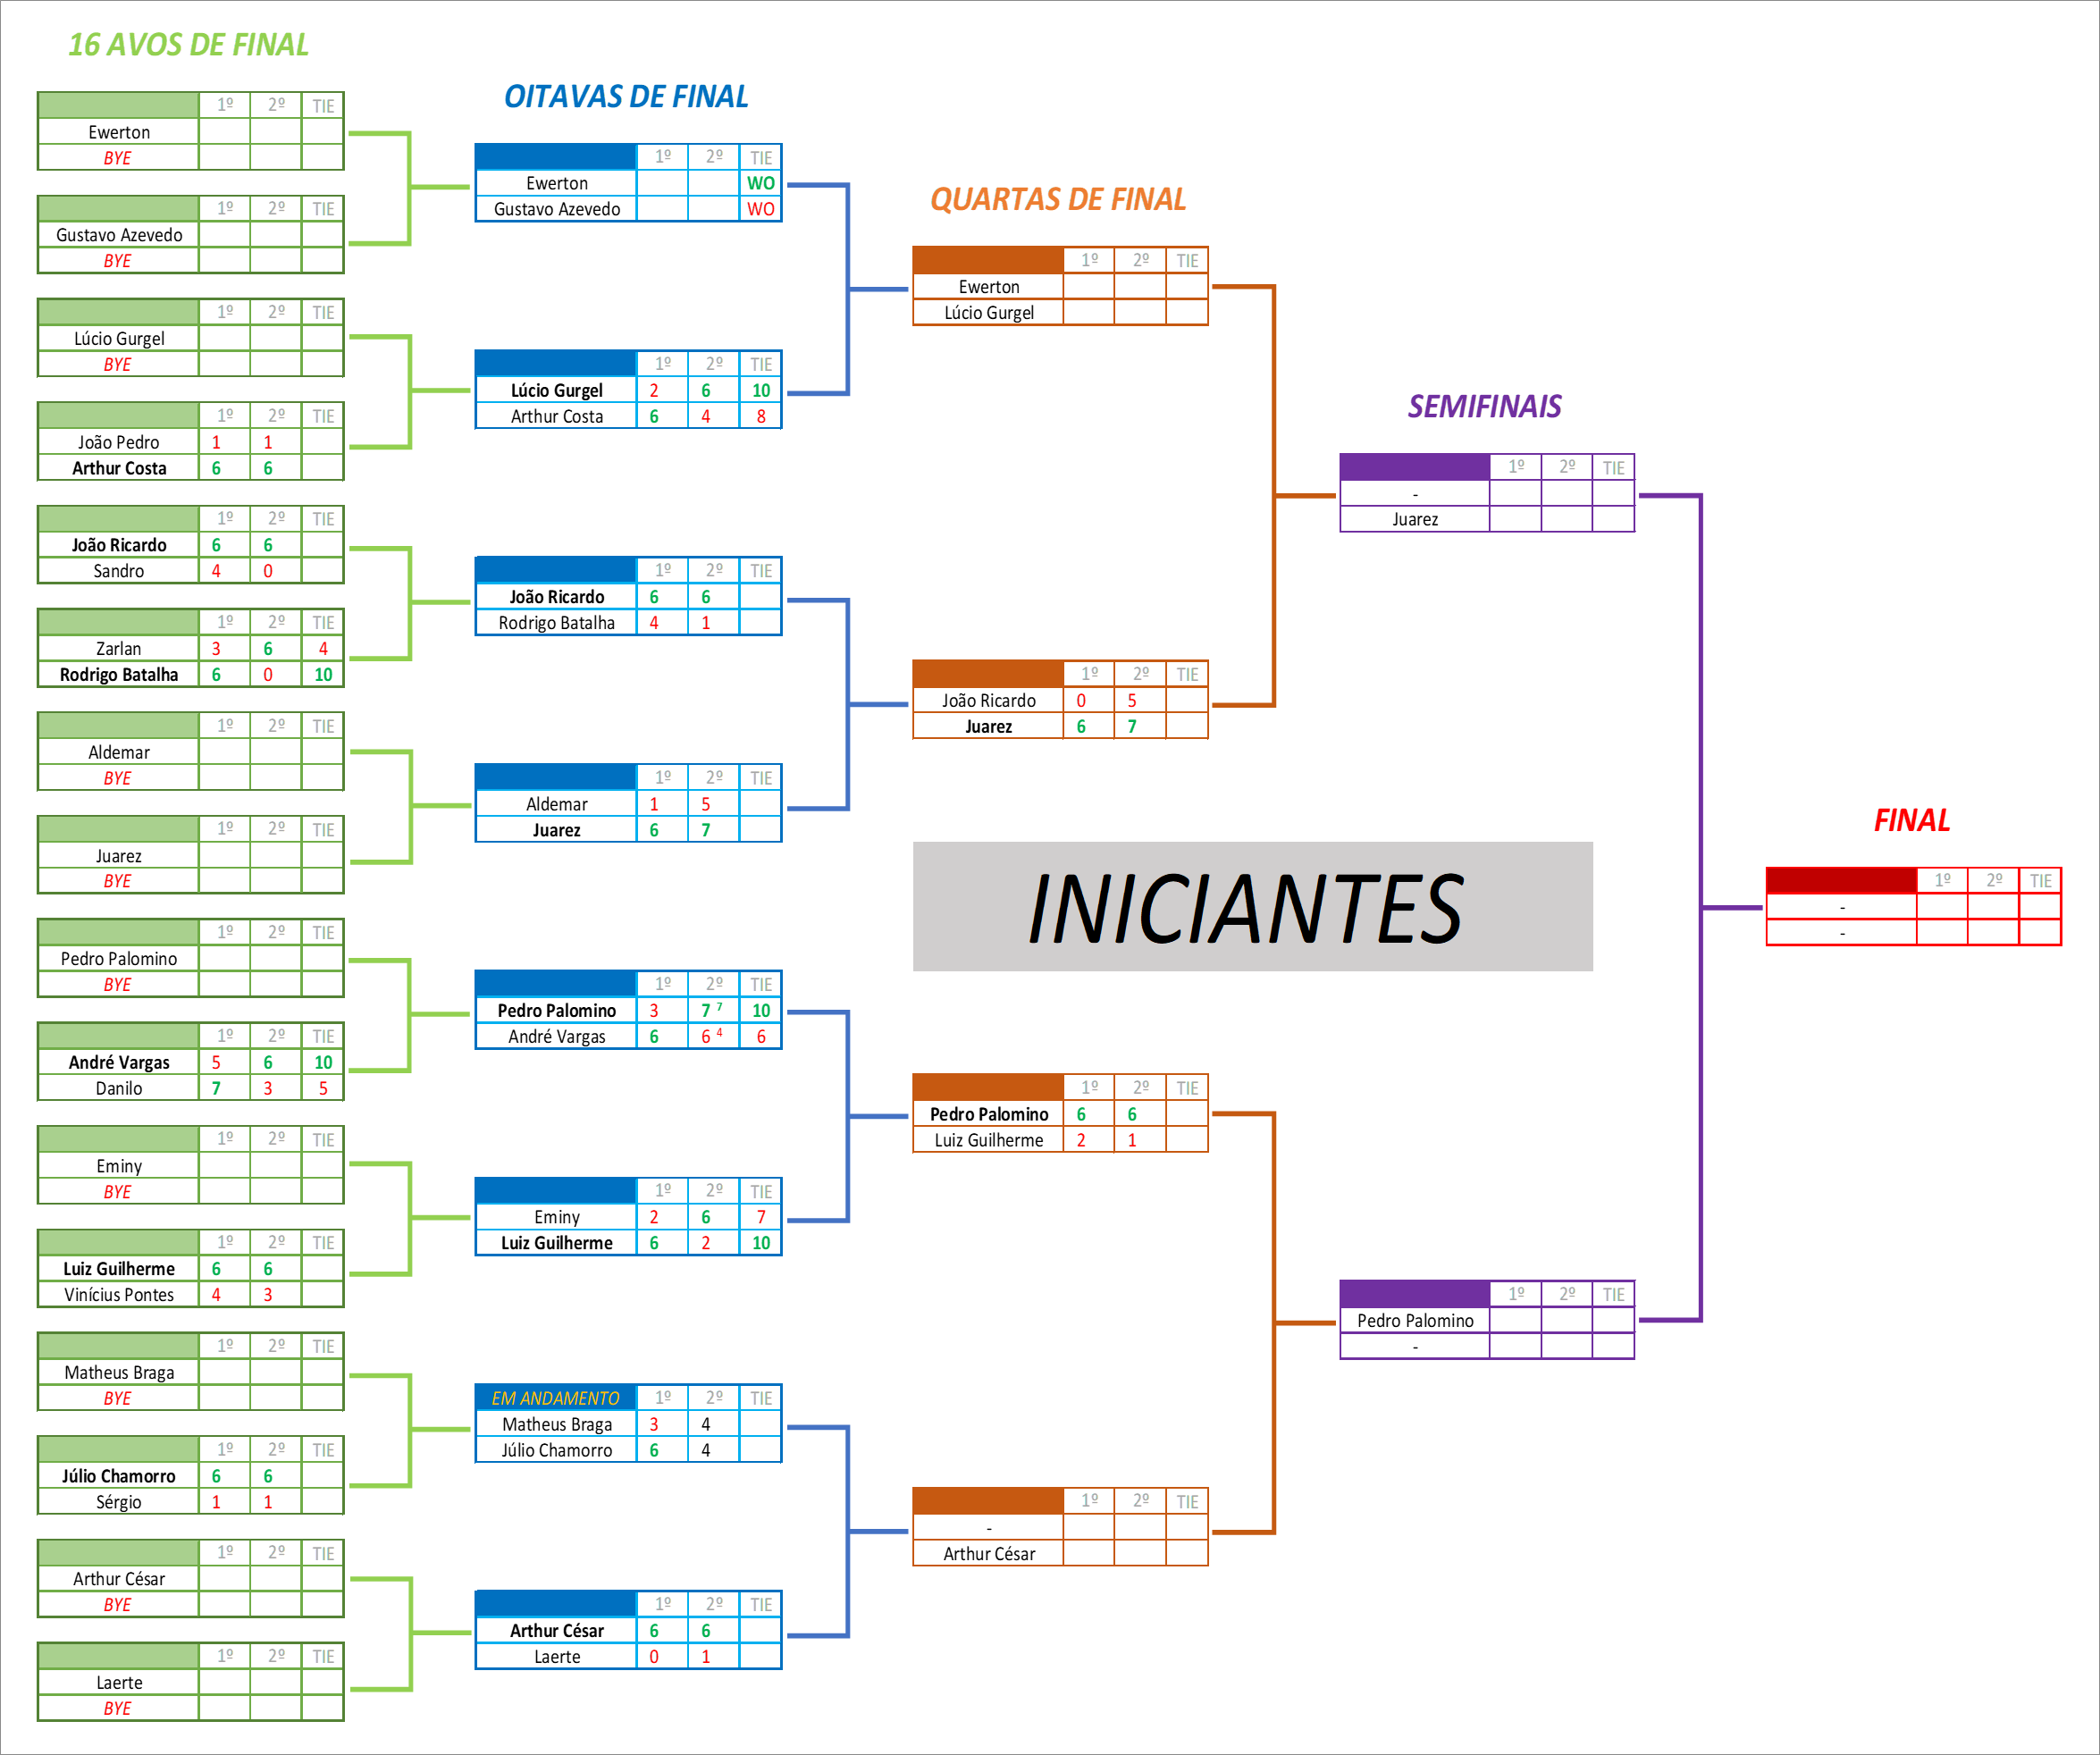 16 AVOS DE FINAL
1º 2º TIE
Ewerton
BYE
1º 2º TIE
Gustavo Azevedo
BYE
1º 2º TIE
Lúcio Gurgel
BYE
1º 2º TIE
João Pedro 1 1
Arthur Costa 6 6
1º 2º TIE
João Ricardo 6 6
Sandro 4 0
1º 2º TIE
Zarlan 3 6 4
Rodrigo Batalha 6 0 10
1º 2º TIE
Aldemar
BYE
1º 2º TIE
Juarez
BYE
1º 2º TIE
Pedro Palomino
BYE
1º 2º TIE
André Vargas 5 6 10
Danilo 7 3 5
1º 2º TIE
Eminy
BYE
1º 2º TIE
Luiz Guilherme 6 6
Vinícius Pontes 4 3
1º 2º TIE
Matheus Braga
BYE
1º 2º TIE
Júlio Chamorro 6 6
Sérgio 1 1
1º 2º TIE
Arthur César
BYE
1º 2º TIE
Laerte
BYE
OITAVAS DE FINAL
1º 2º TIE
Ewerton WO
Gustavo Azevedo WO
1º 2º TIE
Lúcio Gurgel 2 6 10
Arthur Costa 6 4 8
1º 2º TIE
João Ricardo 6 6
Rodrigo Batalha 4 1
1º 2º TIE
Aldemar 1 5
Juarez 6 7
1º 2º TIE
Pedro Palomino 3 7 7 10
André Vargas 6 6 4 6
1º 2º TIE
Eminy 2 6 7
Luiz Guilherme 6 2 10
EM ANDAMENTO 1º 2º TIE
Matheus Braga 3 4
Júlio Chamorro 6 4
1º 2º TIE
Arthur César 6 6
Laerte 0 1
QUARTAS DE FINAL
1º 2º TIE
Ewerton
Lúcio Gurgel
1º 2º TIE
João Ricardo 0 5
Juarez 6 7
1º 2º TIE
Pedro Palomino 6 6
Luiz Guilherme 2 1
1º 2º TIE
-
Arthur César
INICIANTES
SEMIFINAIS
1º 2º TIE
-
Juarez
1º 2º TIE
Pedro Palomino
-
FINAL
1º 2º TIE
-
-